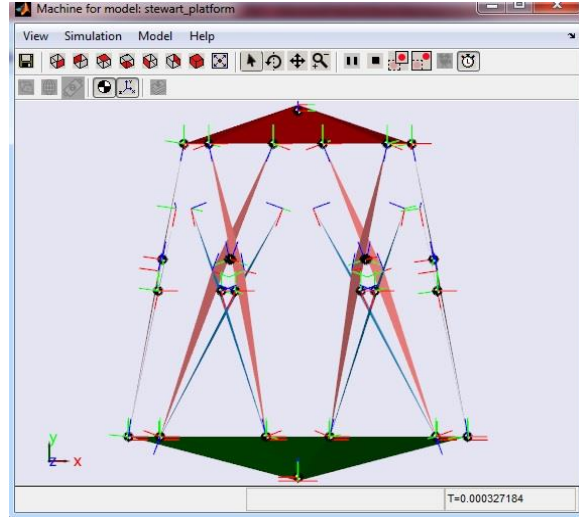 Machine for model: stewart_platform
View Simulation Model Help
y
z x
T=0.000327184